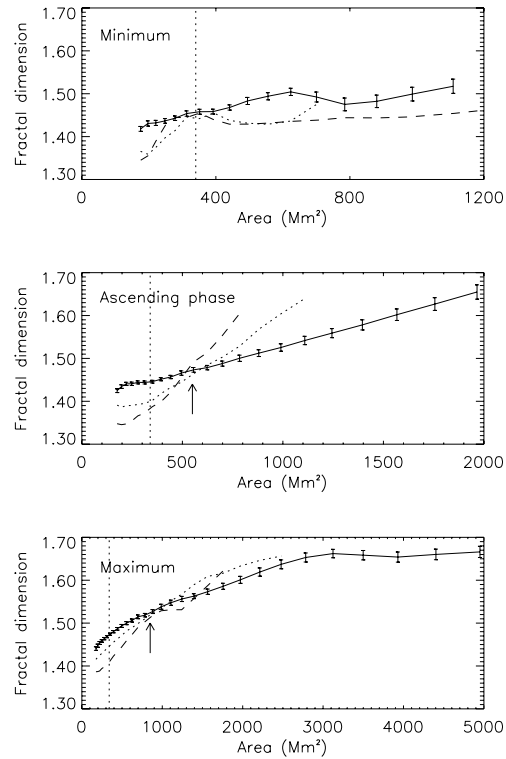 1.70
Minimum
1.60
1.50
1.40
1.30
Fractal dimension
0 400 800 1200
Area (Mm²)
1.70
Ascending phase
1.60
1.50
1.40
1.30
Fractal dimension
0 500 1000 1500 2000
Area (Mm²)
1.70
Maximum
1.60
1.50
1.40
1.30
Fractal dimension
0 1000 2000 3000 4000 5000
Area (Mm²)